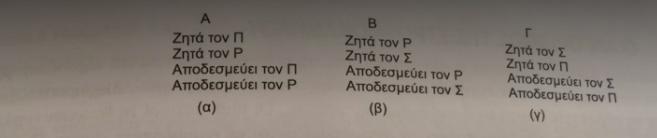 Α
Ζητά τον Π
Ζητά τον Ρ
Αποδεσμεύει τον Π
Αποδεσμεύει τον Ρ
(α)
Β
Ζητά τον Ρ
Ζητά τον Σ
Αποδεσμεύει τον Ρ
Αποδεσμεύει τον Σ
(β)
Γ
Ζητά τον Σ
Ζητά τον Π
Αποδεσμεύει τον Σ
Αποδεσμεύει τον Π
(γ)